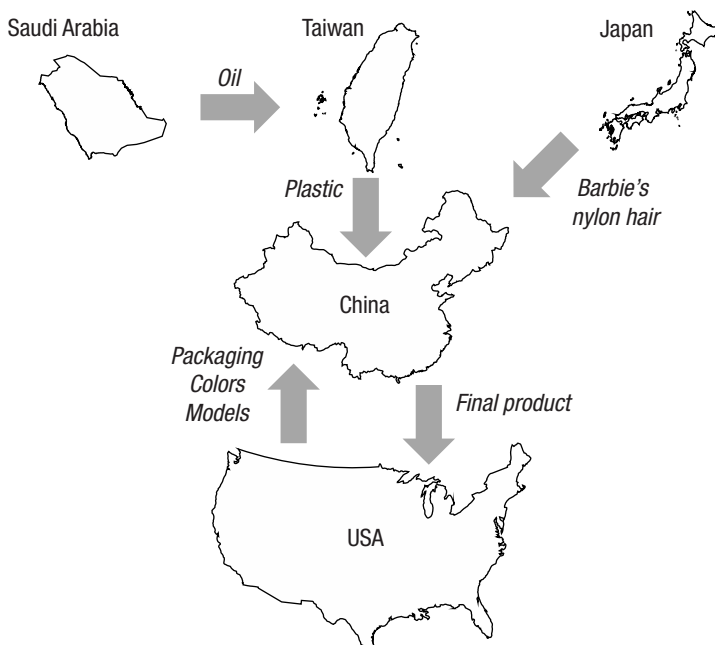 Saudi Arabia
Taiwan
Japan
Oil
Plastic
Barbie's
nylon hair
China
Packaging
Colors
Models
Final product
USA